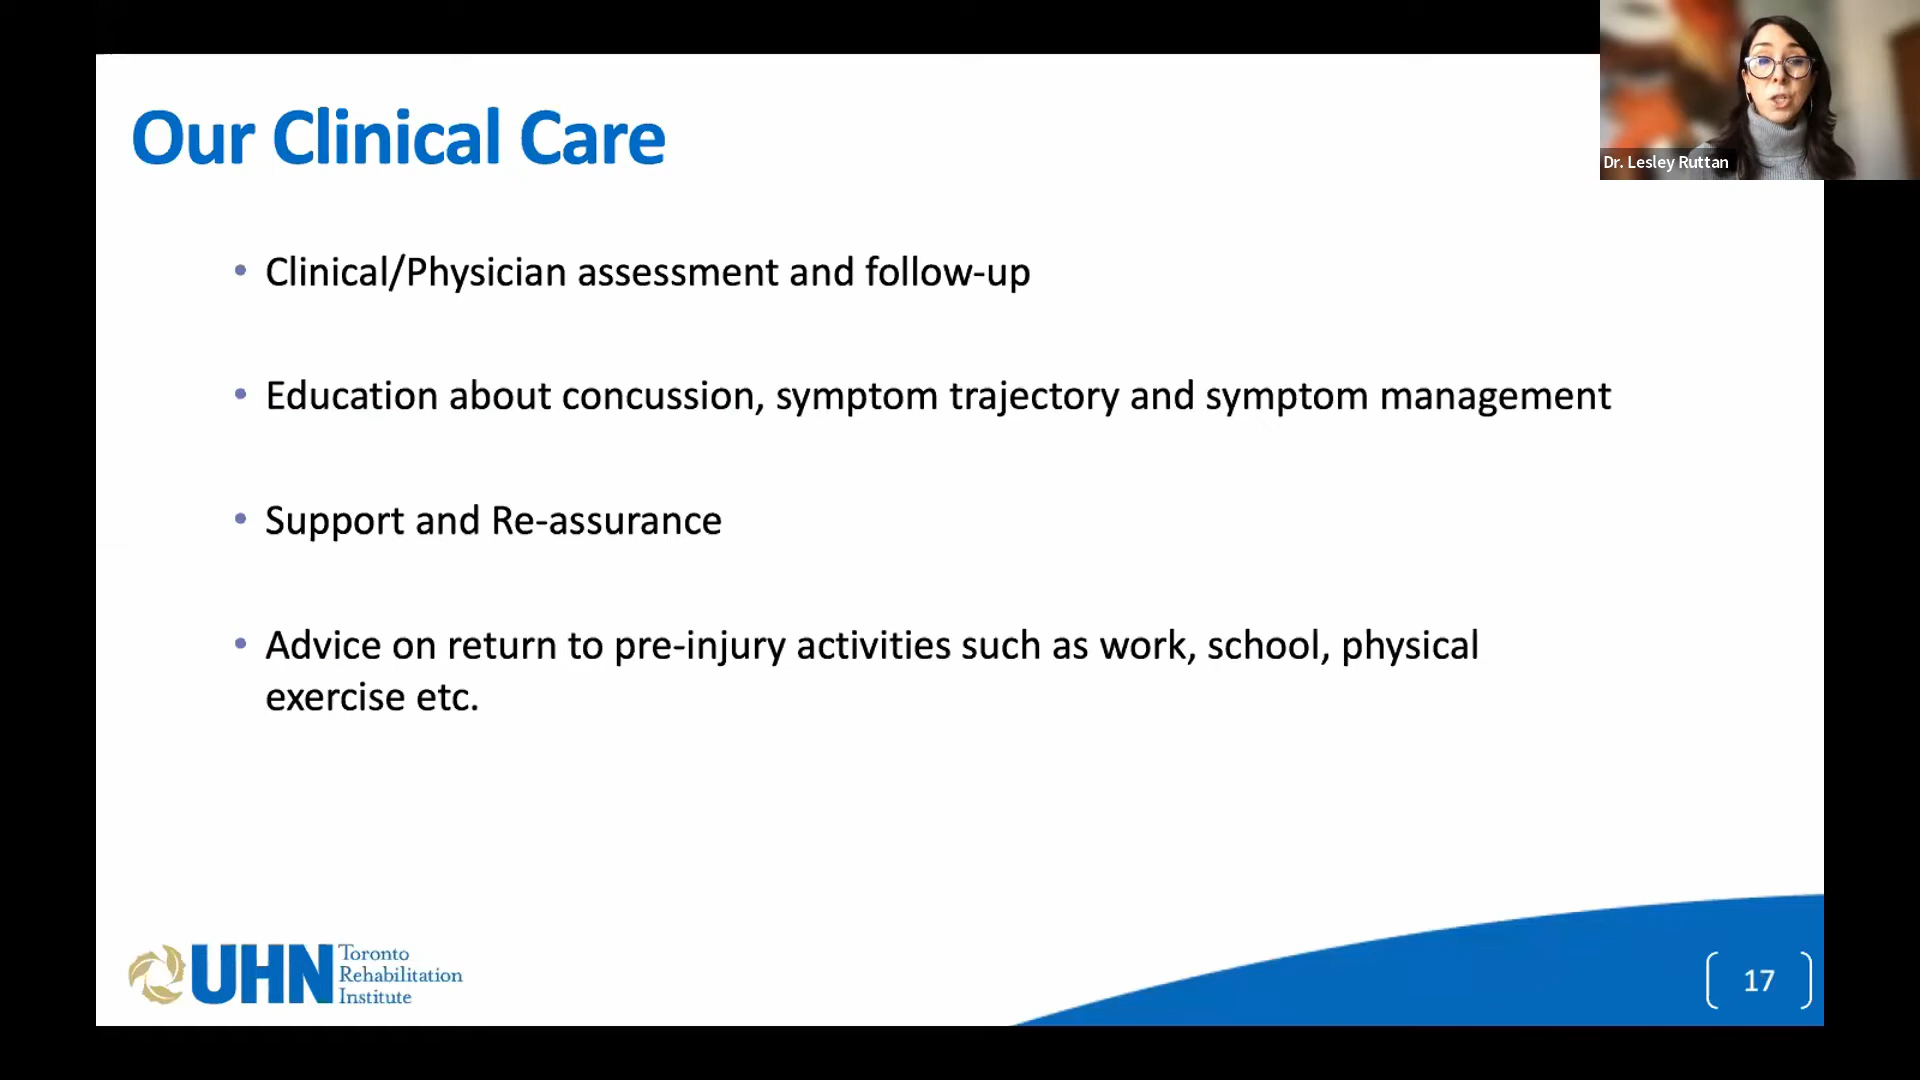 Our Clinical Care
Dr. Lesley Ruttan
• Clinical/Physician assessment and follow-up
• Education about concussion, symptom trajectory and symptom management
• Support and Re-assurance
• Advice on return to pre-injury activities such as work, school, physical
exercise etc.
UHN
Toronto
Rehabilitation
Institute
17